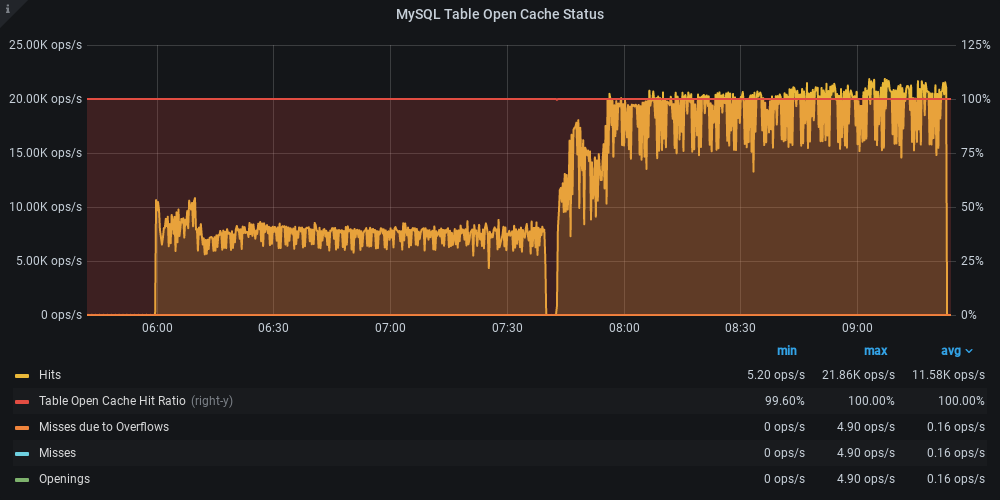 i
MySQL Table Open Cache Status
25.00K ops/s 125%
20.00K ops/s 100%
15.00K ops/s 75%
10.00K ops/s 50%
5.00K ops/s 25%
0 ops/s 0%
06:00 06:30 07:00 07:30 08:00 08:30 09:00
min max avg
Hits 5.20 ops/s 21.86K ops/s 11.58K ops/s
Table Open Cache Hit Ratio (right-y) 99.60% 100.00% 100.00%
Misses due to Overflows 0 ops/s 4.90 ops/s 0.16 ops/s
Misses 0 ops/s 4.90 ops/s 0.16 ops/s
Openings 0 ops/s 4.90 ops/s 0.16 ops/s